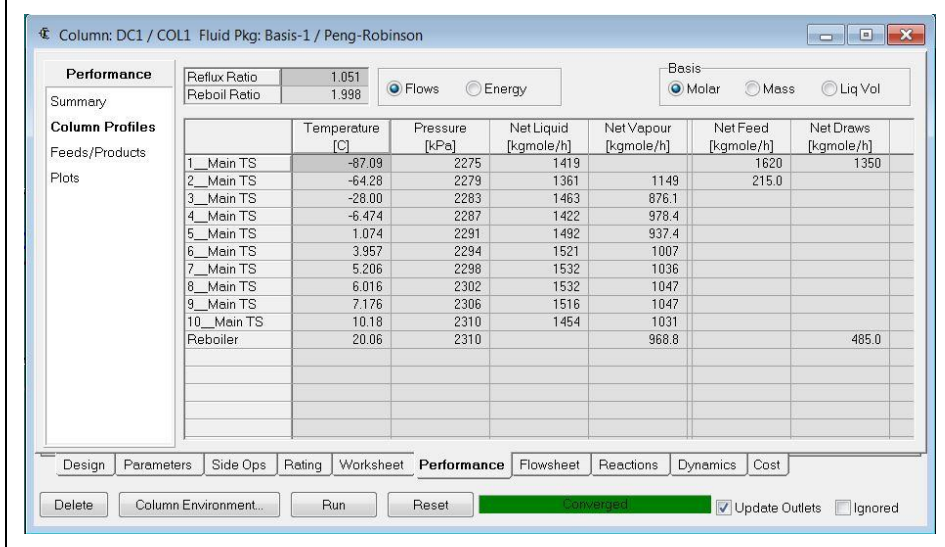 Column: DC1 / COL1 Fluid Pkg: Basis-1 / Peng-Robinson
Performance
Summary
Column Profiles
Feeds/Products
Plots
Reflux Ratio 1.051
Reboil Ratio 1.998
Flows Energy
Basis
Molar Mass Liq Vol
Temperature Pressure Net Liquid Net Vapour Net Feed Net Draws
[C] [kPa] [kgmole/h] [kgmole/h] [kgmole/h] [kgmole/h]
1__Main TS -87.09 2275 1419 1620 1350
2__Main TS -64.28 2279 1361 1149 215.0
3__Main TS -28.00 2283 1463 876.1
4__Main TS -6.474 2287 1422 978.4
5__Main TS 1.074 2291 1492 937.4
6__Main TS 3.957 2294 1521 1007
7__Main TS 5.206 2298 1532 1036
8__Main TS 6.016 2302 1532 1047
9__Main TS 7.176 2306 1516 1047
10__Main TS 10.18 2310 1454 1031
Reboiler 20.06 2310 968.8 485.0
Design Parameters Side Ops Rating Worksheet Performance Flowsheet Reactions Dynamics Cost
Delete Column Environment... Run Reset Converged Update Outlets Ignored